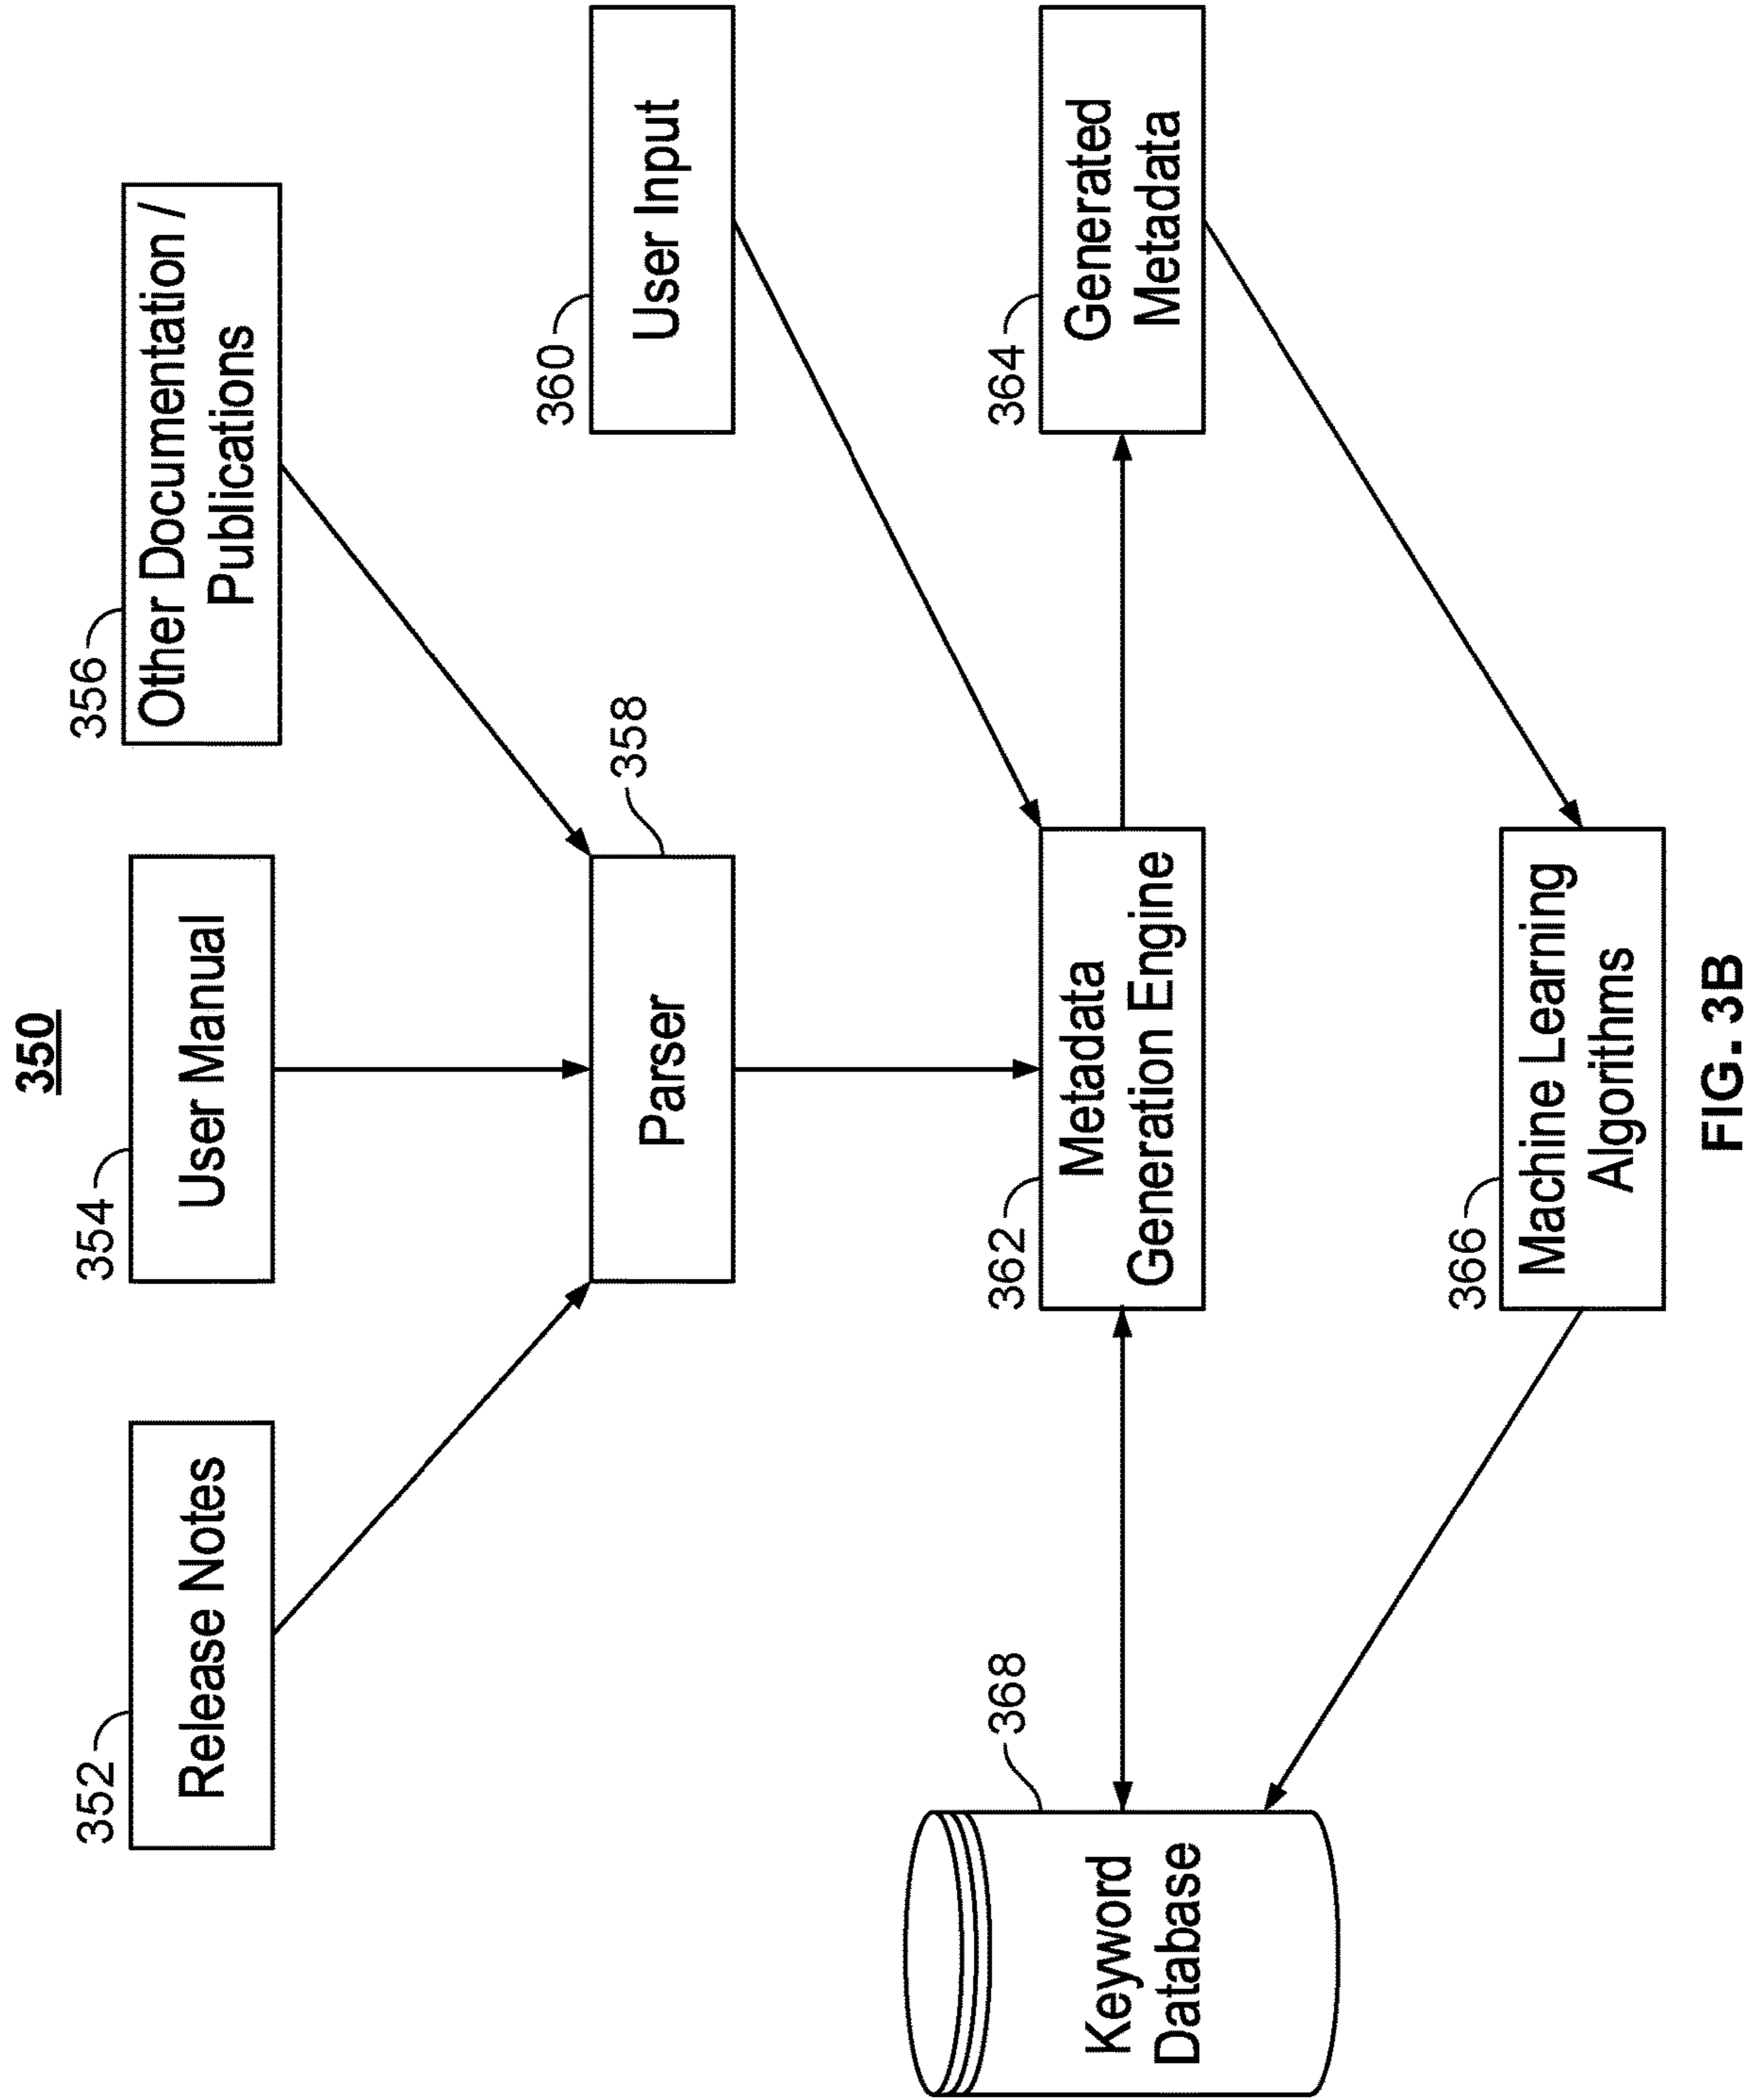 350
352
Release Notes
354
User Manual
356
Other Documentation /
Publications
358
Parser
360
User Input
368
Keyword
Database
362
Metadata
Generation Engine
364
Generated
Metadata
366
Machine Learning
Algorithms
FIG. 3B